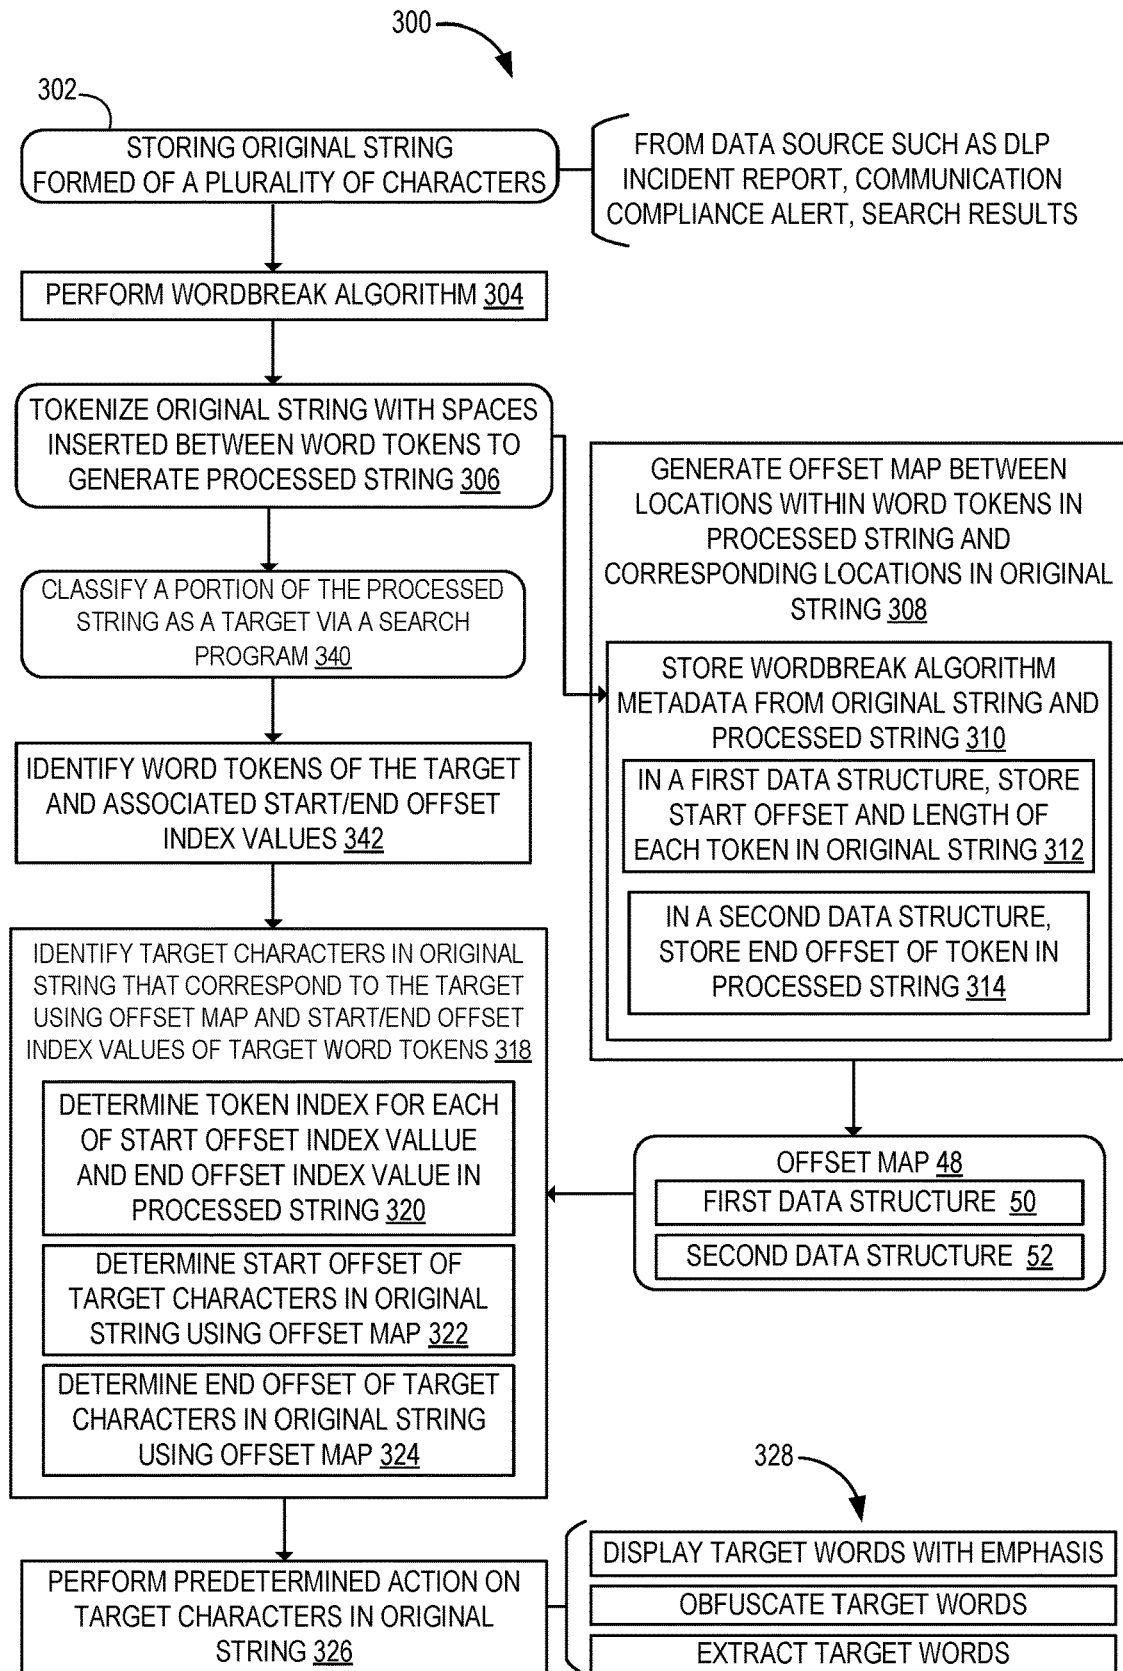 300
302
STORING ORIGINAL STRING
FORMED OF A PLURALITY OF CHARACTERS
FROM DATA SOURCE SUCH AS DLP
INCIDENT REPORT, COMMUNICATION
COMPLIANCE ALERT, SEARCH RESULTS
PERFORM WORDBREAK ALGORITHM 304
TOKENIZE ORIGINAL STRING WITH SPACES
INSERTED BETWEEN WORD TOKENS TO
GENERATE PROCESSED STRING 306
GENERATE OFFSET MAP BETWEEN
LOCATIONS WITHIN WORD TOKENS IN
PROCESSED STRING AND
CORRESPONDING LOCATIONS IN ORIGINAL
STRING 308
STORE WORDBREAK ALGORITHM
METADATA FROM ORIGINAL STRING AND
PROCESSED STRING 310
IN A FIRST DATA STRUCTURE, STORE
START OFFSET AND LENGTH OF
EACH TOKEN IN ORIGINAL STRING 312
IN A SECOND DATA STRUCTURE,
STORE END OFFSET OF TOKEN IN
PROCESSED STRING 314
CLASSIFY A PORTION OF THE PROCESSED
STRING AS A TARGET VIA A SEARCH
PROGRAM 340
IDENTIFY WORD TOKENS OF THE TARGET
AND ASSOCIATED START/END OFFSET
INDEX VALUES 342
IDENTIFY TARGET CHARACTERS IN ORIGINAL
STRING THAT CORRESPOND TO THE TARGET
USING OFFSET MAP AND START/END OFFSET
INDEX VALUES OF TARGET WORD TOKENS 318
DETERMINE TOKEN INDEX FOR EACH
OF START OFFSET INDEX VALLUE
AND END OFFSET INDEX VALUE IN
PROCESSED STRING 320
DETERMINE START OFFSET OF
TARGET CHARACTERS IN ORIGINAL
STRING USING OFFSET MAP 322
DETERMINE END OFFSET OF TARGET
CHARACTERS IN ORIGINAL STRING
USING OFFSET MAP 324
OFFSET MAP 48
FIRST DATA STRUCTURE 50
SECOND DATA STRUCTURE 52
PERFORM PREDETERMINED ACTION ON
TARGET CHARACTERS IN ORIGINAL
STRING 326
328
DISPLAY TARGET WORDS WITH EMPHASIS
OBFUSCATE TARGET WORDS
EXTRACT TARGET WORDS